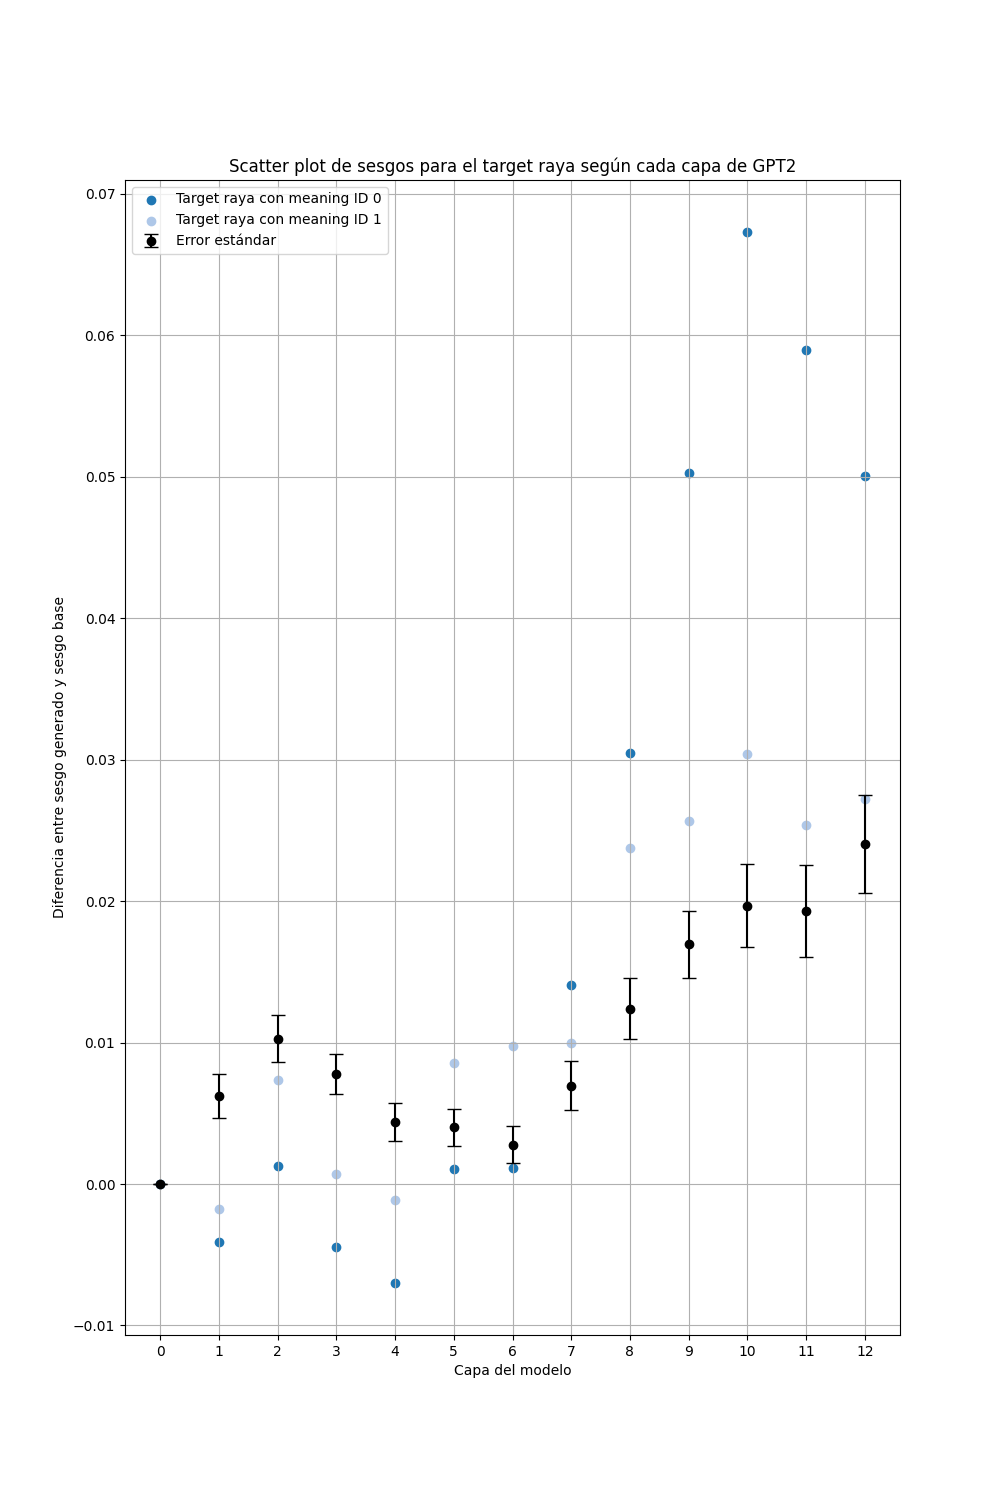 Scatter plot de sesgos para el target raya según cada capa de GPT2
Target raya con meaning ID 0
Target raya con meaning ID 1
Error estándar
Diferencia entre sesgo generado y sesgo base
0.07
0.06
0.05
0.04
0.03
0.02
0.01
0.00
−0.01
0 1 2 3 4 5 6 7 8 9 10 11 12
Capa del modelo